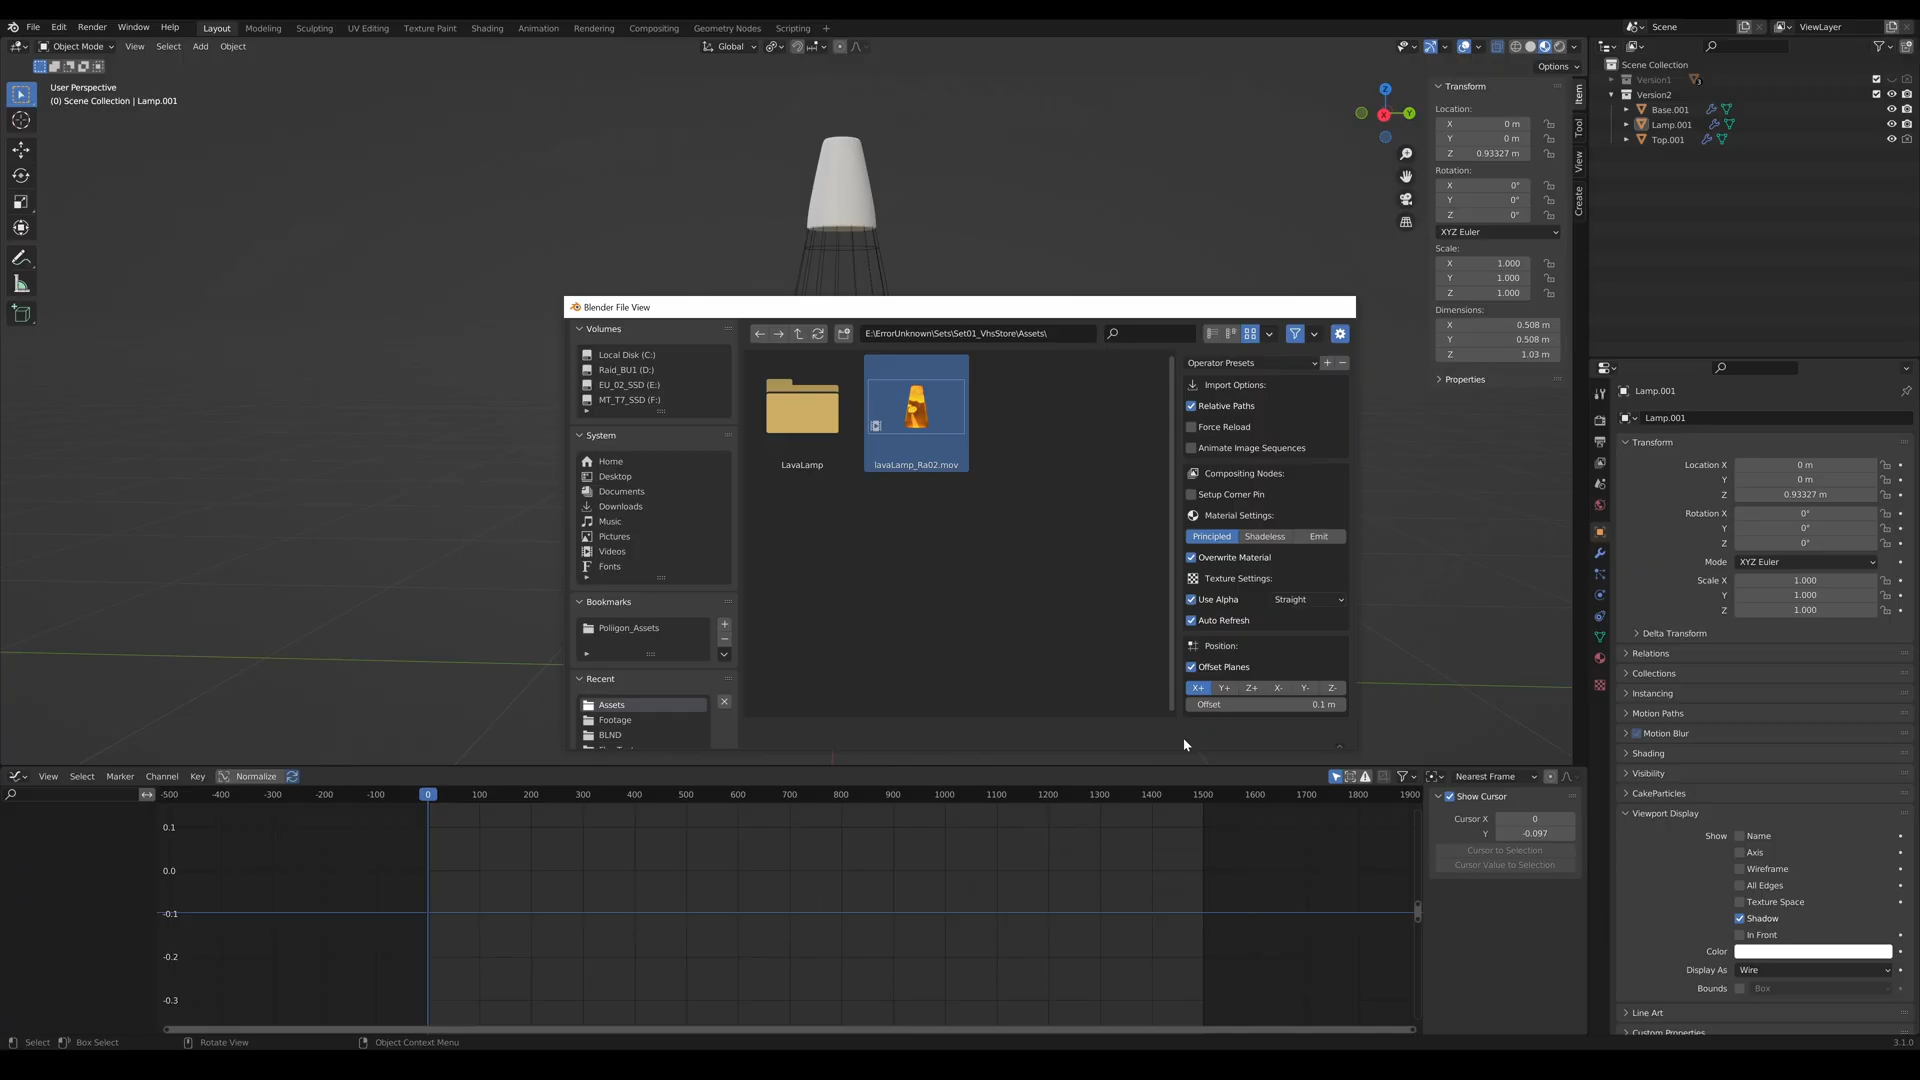 File Edit Render Window Help Layout Modeling Sculpting UV Editing Texture Paint Shading Animation Rendering Compositing Geometry Nodes Scripting + Scene ViewLayer
Object Mode View Select Add Object Global
Options
User Perspective
(0) Scene Collection | Lamp.001
Z
Y
X
Transform
Location:
X 0 m
Y 0 m
Z 0.93327 m
Rotation:
X 0°
Y 0°
Z 0°
XYZ Euler
Scale:
X 1.000
Y 1.000
Z 1.000
Dimensions:
X 0.508 m
Y 0.508 m
Z 1.03 m
Properties
Item
Tool
View
Create
Scene Collection
Version1 3
Version2
Base.001
Lamp.001
Top.001
Blender File View
Volumes
Local Disk (C:)
Raid_BU1 (D:)
EU_02_SSD (E:)
MT_T7_SSD (F:)
System
Home
Desktop
Documents
Downloads
Music
Pictures
Videos
Fonts
Bookmarks
Poliigon_Assets
Recent
Assets
Footage
BLND
E:\ErrorUnknown\Sets\Set01_VhsStore\Assets\
LavaLamp
lavaLamp_Ra02.mov
Operator Presets
Import Options:
Relative Paths
Force Reload
Animate Image Sequences
Compositing Nodes:
Setup Corner Pin
Material Settings:
Principled Shadeless Emit
Overwrite Material
Texture Settings:
Use Alpha Straight
Auto Refresh
Position:
Offset Planes
X+ Y+ Z+ X- Y- Z-
Offset 0.1 m
Lamp.001
Lamp.001
Transform
Location X 0 m
Y 0 m
Z 0.93327 m
Rotation X 0°
Y 0°
Z 0°
Mode XYZ Euler
Scale X 1.000
Y 1.000
Z 1.000
Delta Transform
Relations
Collections
Instancing
Motion Paths
Motion Blur
Shading
Visibility
CakeParticles
Viewport Display
Show Name
Axis
Wireframe
All Edges
Texture Space
Shadow
In Front
Color
Display As Wire
Bounds Box
Line Art
Custom Properties
View Select Marker Channel Key Normalize Nearest Frame
-500 -400 -300 -200 -100 0 100 200 300 400 500 600 700 800 900 1000 1100 1200 1300 1400 1500 1600 1700 1800 1900
0.1
0.0
-0.1
-0.2
-0.3
Show Cursor
Cursor X 0
Y -0.097
Cursor to Selection
Cursor Value to Selection
Select Box Select Rotate View Object Context Menu 3.1.0